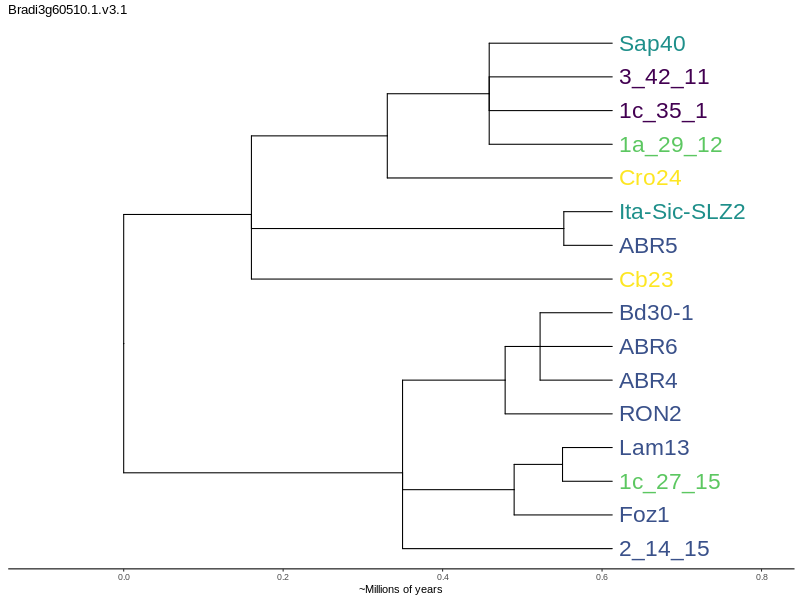 Bradi3g60510.1.v3.1
Sap40
3_42_11
1c_35_1
1a_29_12
Cro24
Ita-Sic-SLZ2
ABR5
Cb23
Bd30-1
ABR6
ABR4
RON2
Lam13
1c_27_15
Foz1
2_14_15
0.0 0.2 0.4 0.6 0.8
~Millions of years